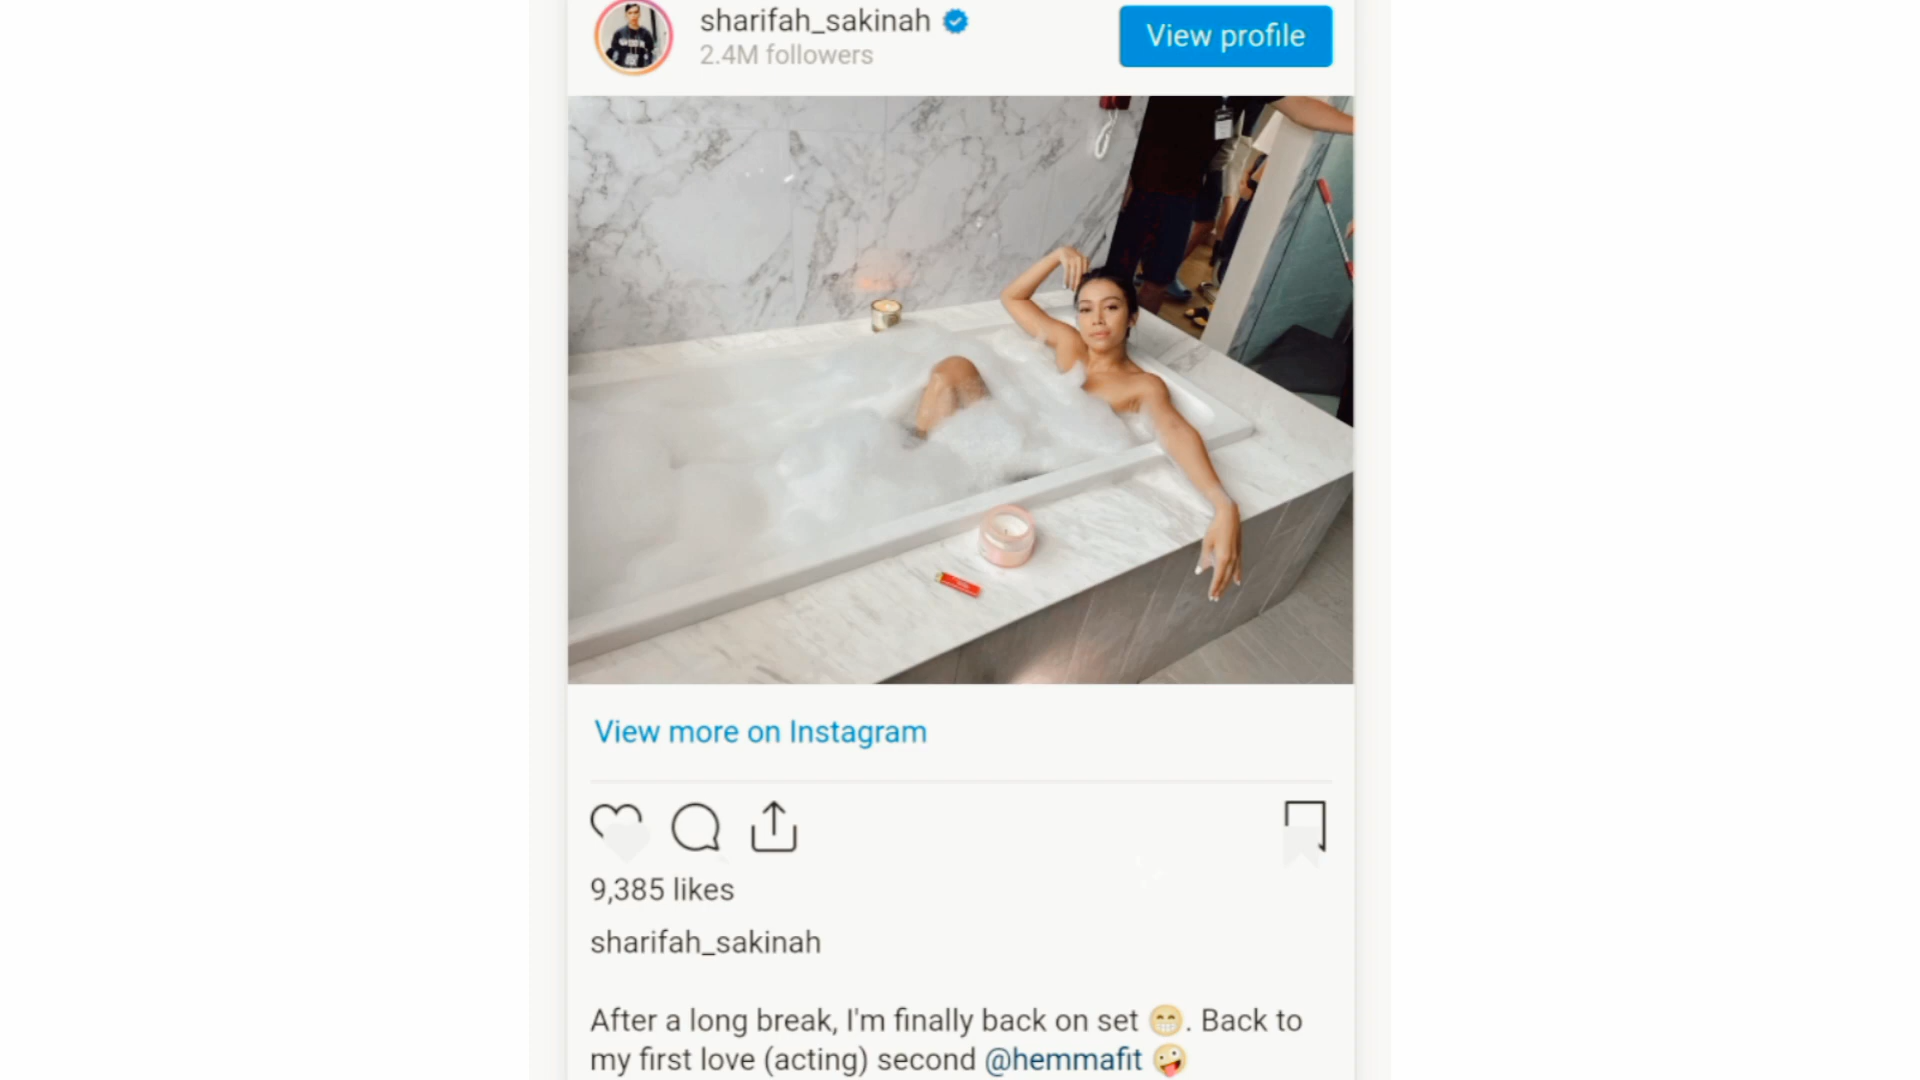 sharifah_sakinah
2.4M followers
View profile
View more on Instagram
9,385 likes
sharifah_sakinah
After a long break, I'm finally back on set 😁. Back to
my first love (acting) second @hemmafit 🤪